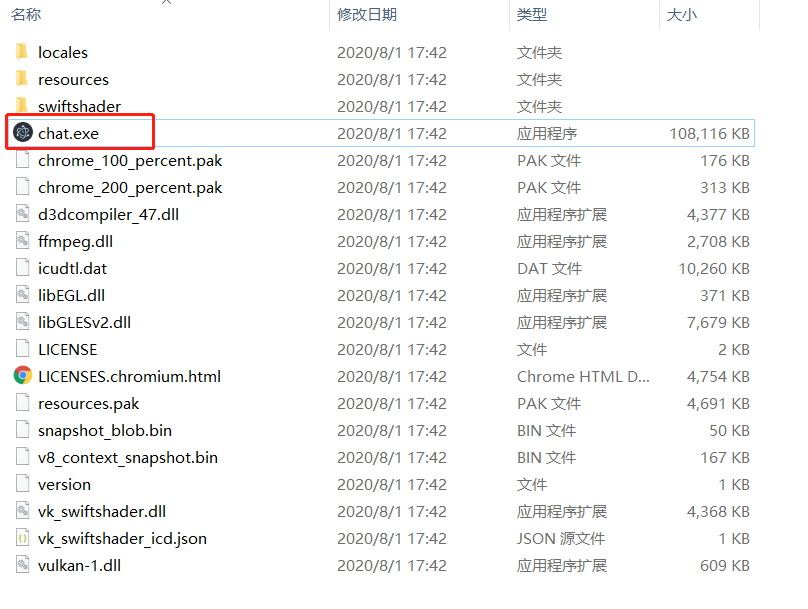 名称 修改日期 类型 大小
locales 2020/8/1 17:42 文件夹
resources 2020/8/1 17:42 文件夹
swiftshader 2020/8/1 17:42 文件夹
chat.exe 2020/8/1 17:42 应用程序 108,116 KB
chrome_100_percent.pak 2020/8/1 17:42 PAK 文件 176 KB
chrome_200_percent.pak 2020/8/1 17:42 PAK 文件 313 KB
d3dcompiler_47.dll 2020/8/1 17:42 应用程序扩展 4,377 KB
ffmpeg.dll 2020/8/1 17:42 应用程序扩展 2,708 KB
icudtl.dat 2020/8/1 17:42 DAT 文件 10,260 KB
libEGL.dll 2020/8/1 17:42 应用程序扩展 371 KB
libGLESv2.dll 2020/8/1 17:42 应用程序扩展 7,679 KB
LICENSE 2020/8/1 17:42 文件 2 KB
LICENSES.chromium.html 2020/8/1 17:42 Chrome HTML D... 4,754 KB
resources.pak 2020/8/1 17:42 PAK 文件 4,691 KB
snapshot_blob.bin 2020/8/1 17:42 BIN 文件 50 KB
v8_context_snapshot.bin 2020/8/1 17:42 BIN 文件 167 KB
version 2020/8/1 17:42 文件 1 KB
vk_swiftshader.dll 2020/8/1 17:42 应用程序扩展 4,368 KB
vk_swiftshader_icd.json 2020/8/1 17:42 JSON 源文件 1 KB
vulkan-1.dll 2020/8/1 17:42 应用程序扩展 609 KB